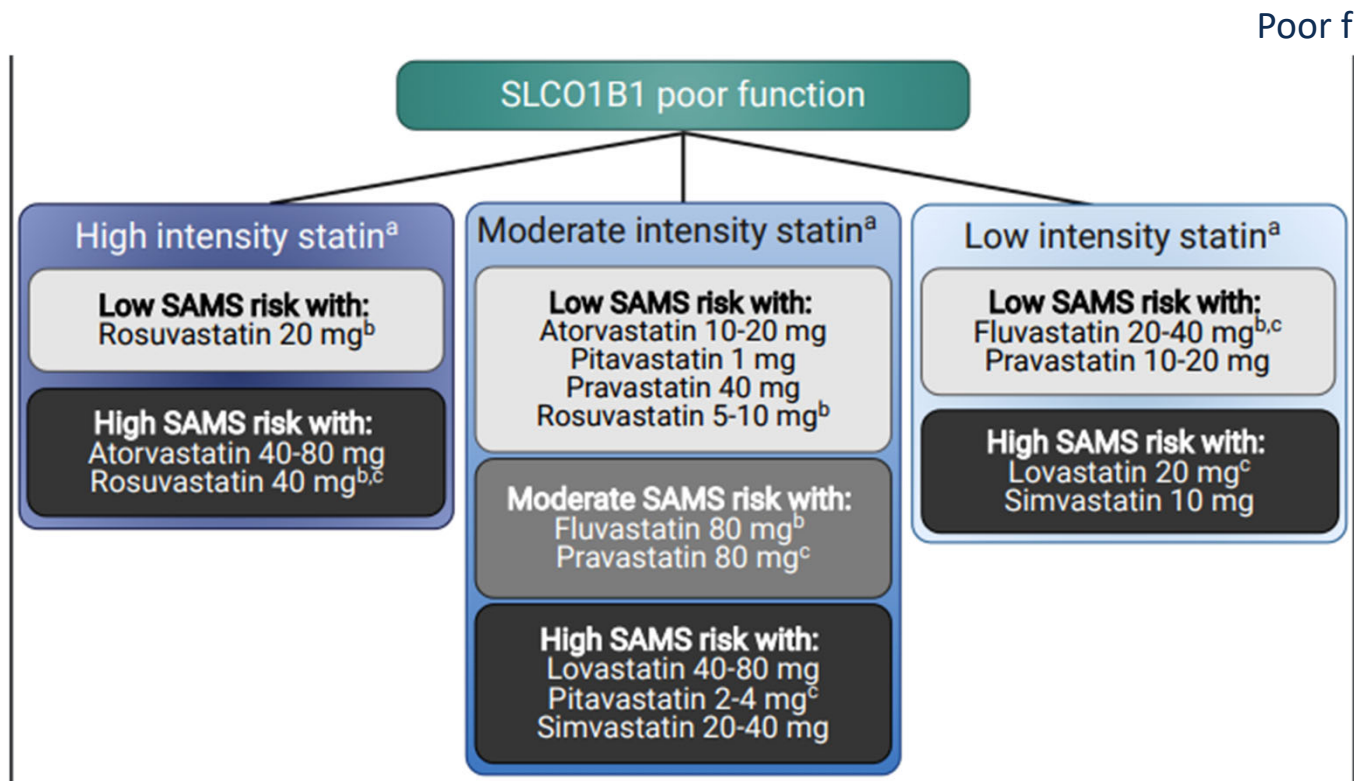 Poor f
SLCO1B1 poor function
High intensity statinᵃ
Low SAMS risk with:
Rosuvastatin 20 mgᵇ
High SAMS risk with:
Atorvastatin 40-80 mg
Rosuvastatin 40 mgᵇ,ᶜ
Moderate intensity statinᵃ
Low SAMS risk with:
Atorvastatin 10-20 mg
Pitavastatin 1 mg
Pravastatin 40 mg
Rosuvastatin 5-10 mgᵇ
Moderate SAMS risk with:
Fluvastatin 80 mgᵇ
Pravastatin 80 mgᶜ
High SAMS risk with:
Lovastatin 40-80 mg
Pitavastatin 2-4 mgᶜ
Simvastatin 20-40 mg
Low intensity statinᵃ
Low SAMS risk with:
Fluvastatin 20-40 mgᵇ,ᶜ
Pravastatin 10-20 mg
High SAMS risk with:
Lovastatin 20 mgᶜ
Simvastatin 10 mg